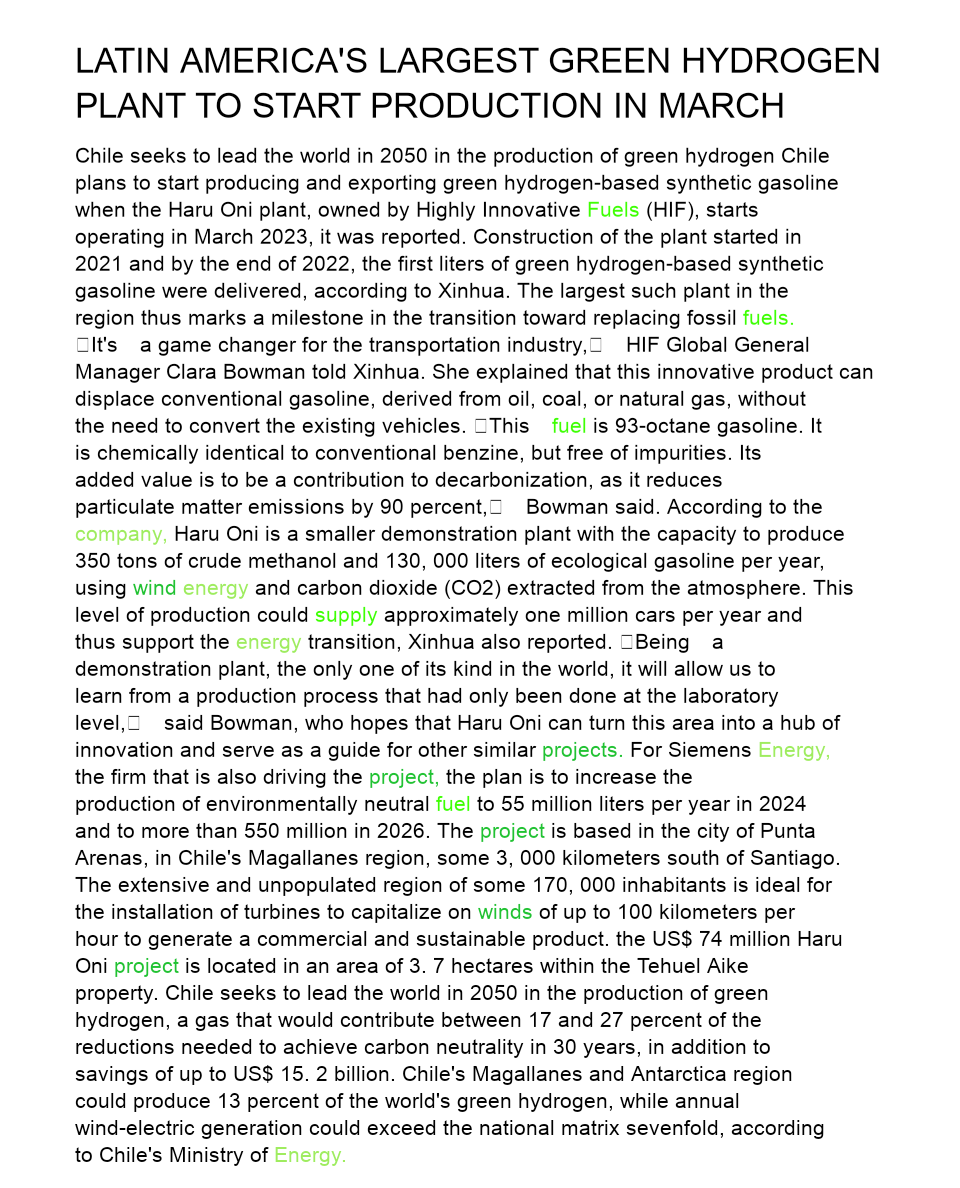 LATIN AMERICA'S LARGEST GREEN HYDROGEN
PLANT TO START PRODUCTION IN MARCH
Chile seeks to lead the world in 2050 in the production of green hydrogen Chile
plans to start producing and exporting green hydrogen-based synthetic gasoline
when the Haru Oni plant, owned by Highly Innovative Fuels (HIF), starts
operating in March 2023, it was reported. Construction of the plant started in
2021 and by the end of 2022, the first liters of green hydrogen-based synthetic
gasoline were delivered, according to Xinhua. The largest such plant in the
region thus marks a milestone in the transition toward replacing fossil fuels.
□It's a game changer for the transportation industry,□ HIF Global General
Manager Clara Bowman told Xinhua. She explained that this innovative product can
displace conventional gasoline, derived from oil, coal, or natural gas, without
the need to convert the existing vehicles. □This fuel is 93-octane gasoline. It
is chemically identical to conventional benzine, but free of impurities. Its
added value is to be a contribution to decarbonization, as it reduces
particulate matter emissions by 90 percent,□ Bowman said. According to the
company, Haru Oni is a smaller demonstration plant with the capacity to produce
350 tons of crude methanol and 130, 000 liters of ecological gasoline per year,
using wind energy and carbon dioxide (CO2) extracted from the atmosphere. This
level of production could supply approximately one million cars per year and
thus support the energy transition, Xinhua also reported. □Being a
demonstration plant, the only one of its kind in the world, it will allow us to
learn from a production process that had only been done at the laboratory
level,□ said Bowman, who hopes that Haru Oni can turn this area into a hub of
innovation and serve as a guide for other similar projects. For Siemens Energy,
the firm that is also driving the project, the plan is to increase the
production of environmentally neutral fuel to 55 million liters per year in 2024
and to more than 550 million in 2026. The project is based in the city of Punta
Arenas, in Chile's Magallanes region, some 3, 000 kilometers south of Santiago.
The extensive and unpopulated region of some 170, 000 inhabitants is ideal for
the installation of turbines to capitalize on winds of up to 100 kilometers per
hour to generate a commercial and sustainable product. the US$ 74 million Haru
Oni project is located in an area of 3. 7 hectares within the Tehuel Aike
property. Chile seeks to lead the world in 2050 in the production of green
hydrogen, a gas that would contribute between 17 and 27 percent of the
reductions needed to achieve carbon neutrality in 30 years, in addition to
savings of up to US$ 15. 2 billion. Chile's Magallanes and Antarctica region
could produce 13 percent of the world's green hydrogen, while annual
wind-electric generation could exceed the national matrix sevenfold, according
to Chile's Ministry of Energy.